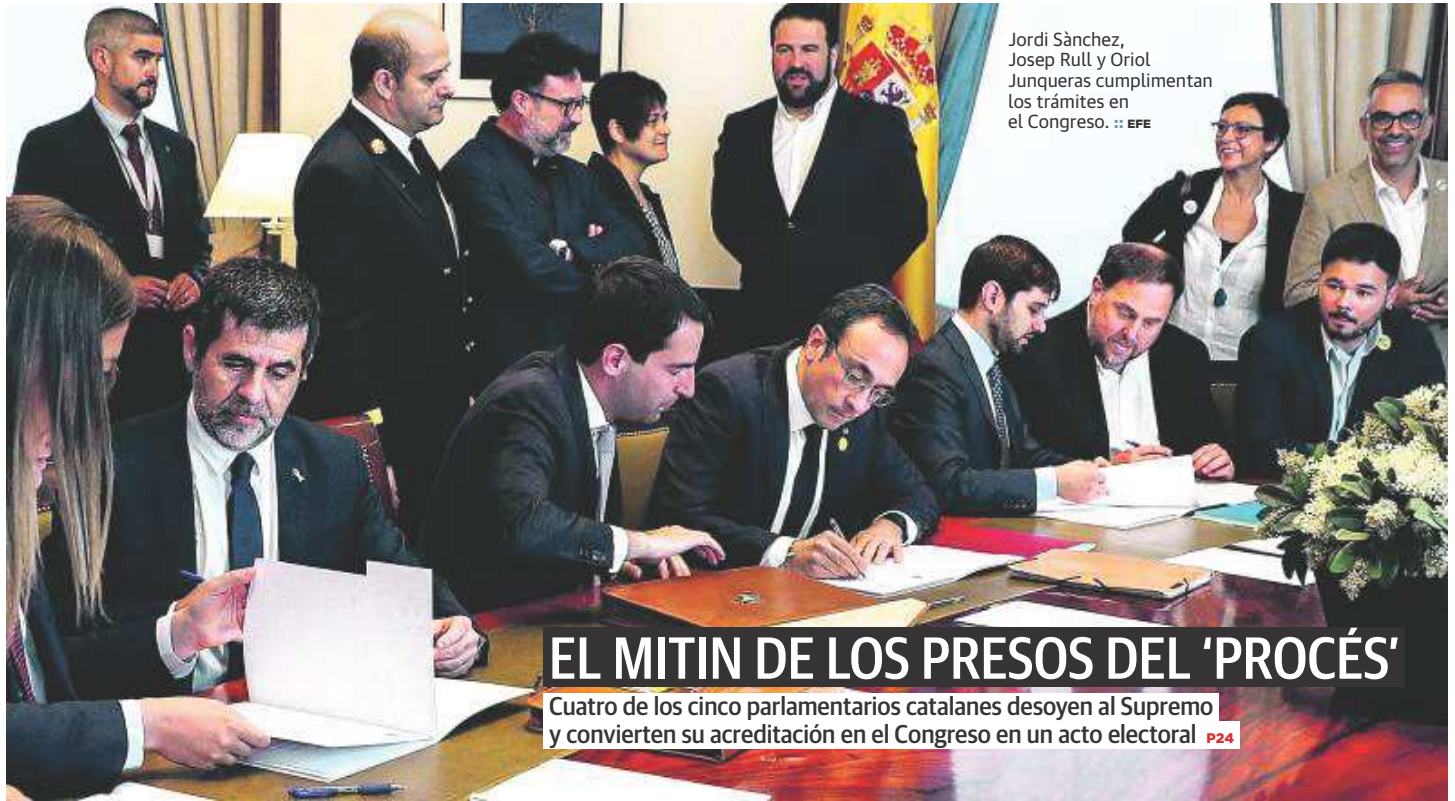 Jordi Sànchez,
Josep Rull y Oriol
Junqueras cumplimentan
los trámites en
el Congreso. :: EFE
EL MITIN DE LOS PRESOS DEL ‘PROCÉS’
Cuatro de los cinco parlamentarios catalanes desoyen al Supremo
y convierten su acreditación en el Congreso en un acto electoral P24